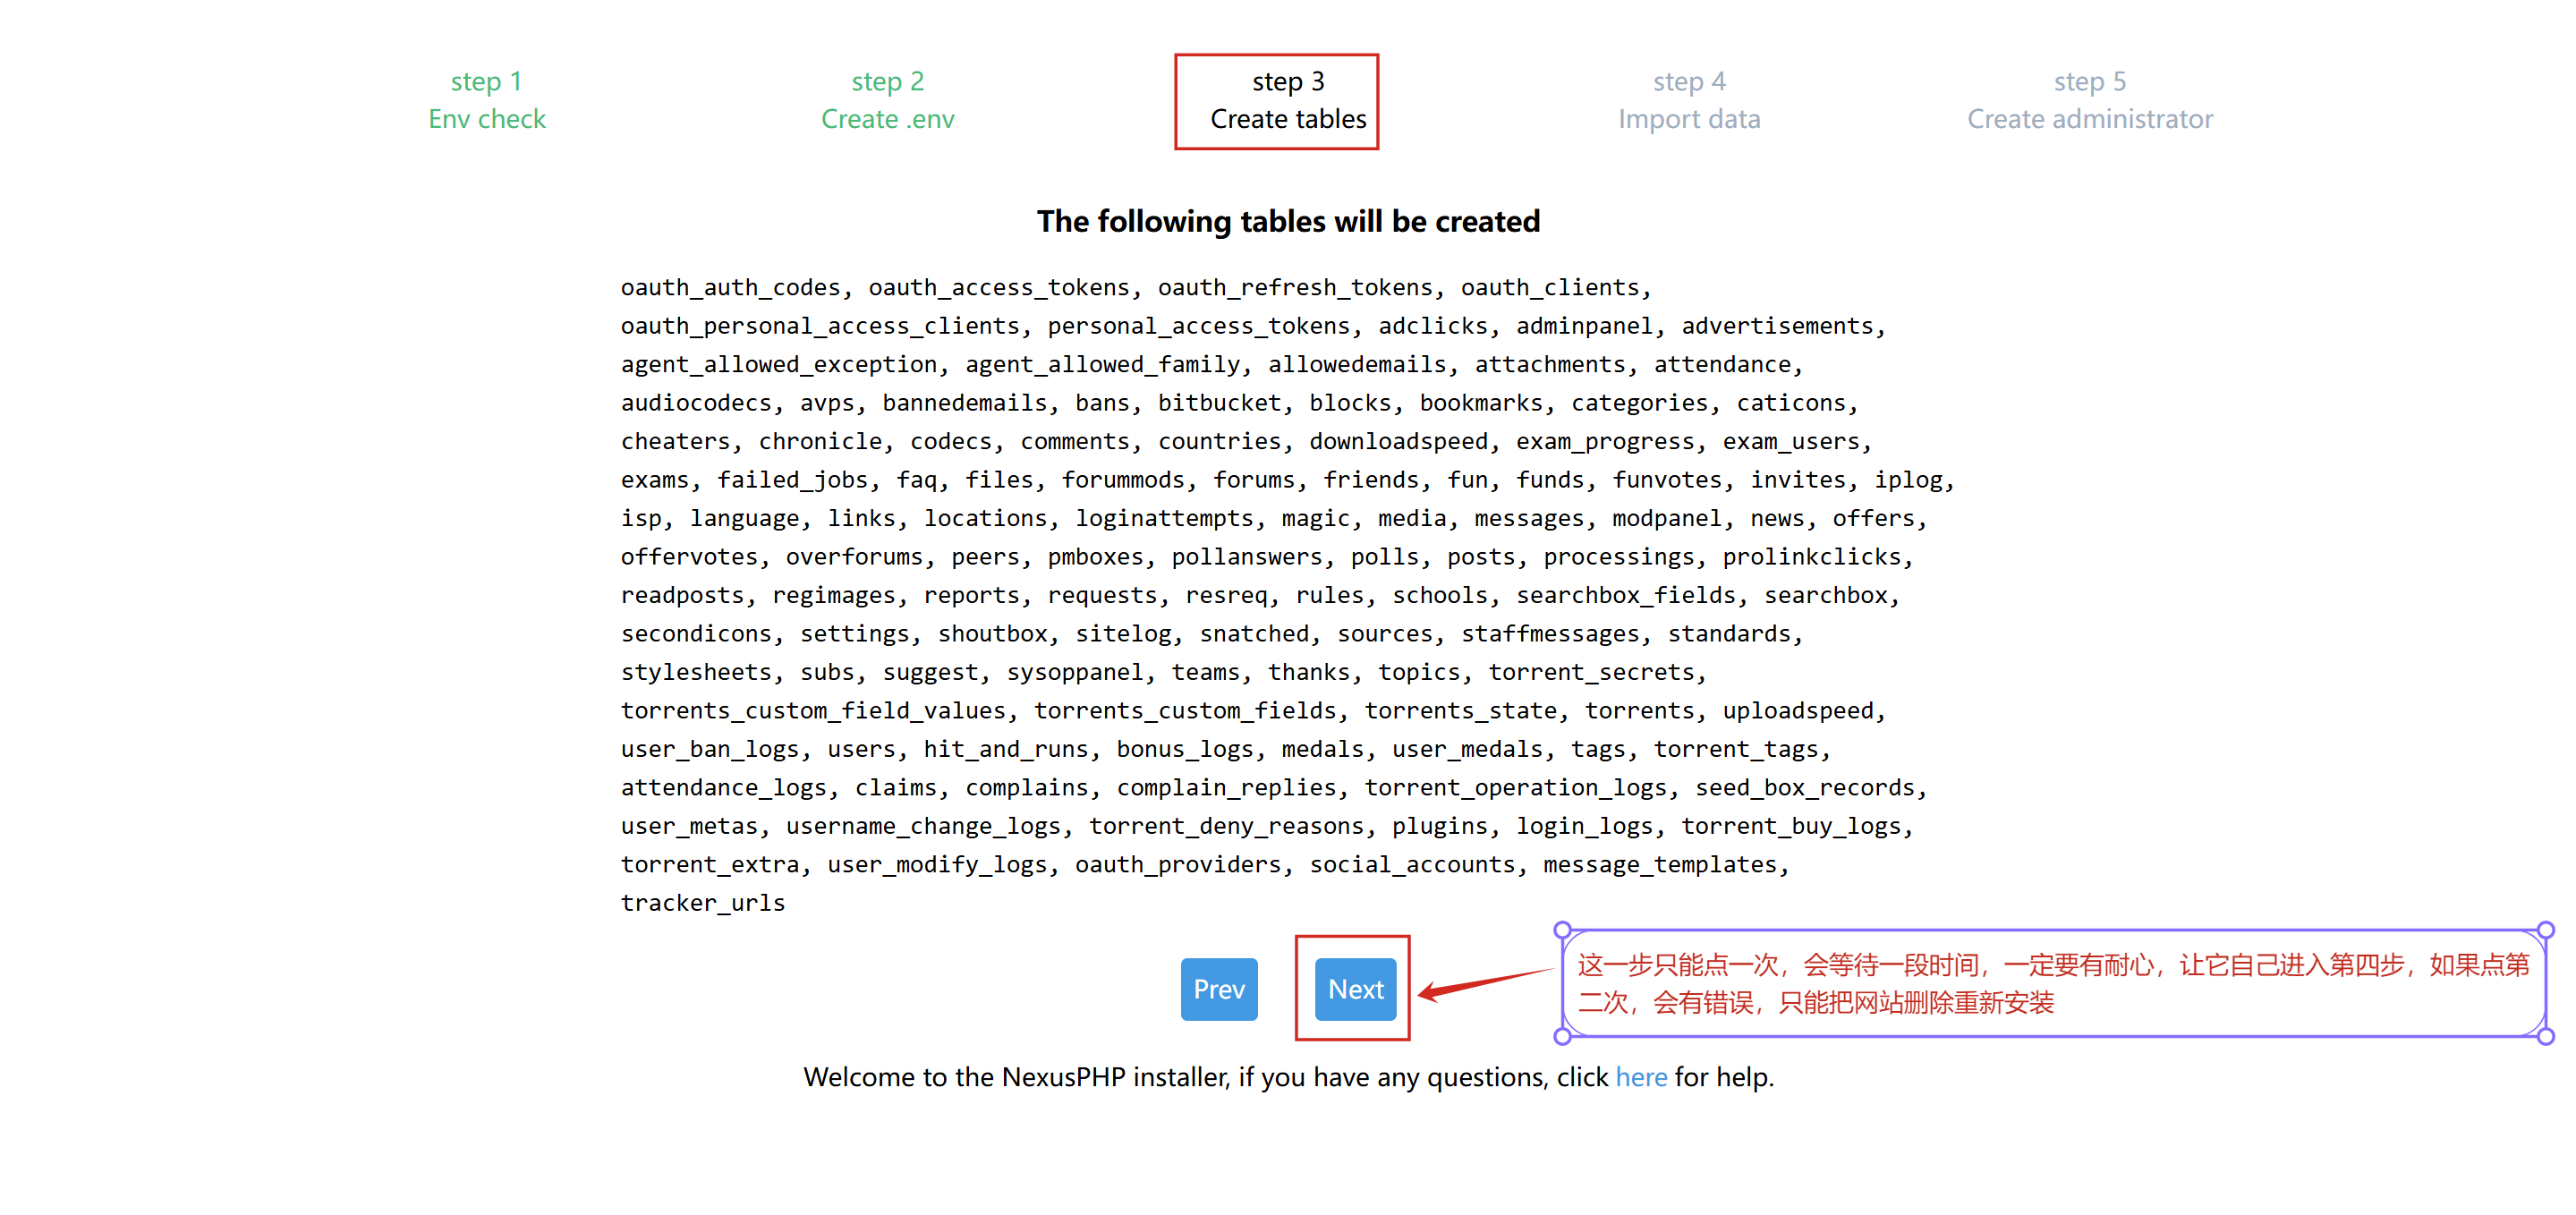 step 1
Env check
step 2
Create .env
step 3
Create tables
step 4
Import data
step 5
Create administrator
The following tables will be created
oauth_auth_codes, oauth_access_tokens, oauth_refresh_tokens, oauth_clients,
oauth_personal_access_clients, personal_access_tokens, adclicks, adminpanel, advertisements,
agent_allowed_exception, agent_allowed_family, allowedemails, attachments, attendance,
audiocodecs, avps, bannedemails, bans, bitbucket, blocks, bookmarks, categories, caticons,
cheaters, chronicle, codecs, comments, countries, downloadspeed, exam_progress, exam_users,
exams, failed_jobs, faq, files, forummods, forums, friends, fun, funds, funvotes, invites, iplog,
isp, language, links, locations, loginattempts, magic, media, messages, modpanel, news, offers,
offervotes, overforums, peers, pmboxes, pollanswers, polls, posts, processings, prolinkclicks,
readposts, regimages, reports, requests, resreq, rules, schools, searchbox_fields, searchbox,
secondicons, settings, shoutbox, sitelog, snatched, sources, staffmessages, standards,
stylesheets, subs, suggest, sysoppanel, teams, thanks, topics, torrent_secrets,
torrents_custom_field_values, torrents_custom_fields, torrents_state, torrents, uploadspeed,
user_ban_logs, users, hit_and_runs, bonus_logs, medals, user_medals, tags, torrent_tags,
attendance_logs, claims, complains, complain_replies, torrent_operation_logs, seed_box_records,
user_metas, username_change_logs, torrent_deny_reasons, plugins, login_logs, torrent_buy_logs,
torrent_extra, user_modify_logs, oauth_providers, social_accounts, message_templates,
tracker_urls
Prev
Next
这一步只能点一次，会等待一段时间，一定要有耐心，让它自己进入第四步，如果点第
二次，会有错误，只能把网站删除重新安装
Welcome to the NexusPHP installer, if you have any questions, click here for help.